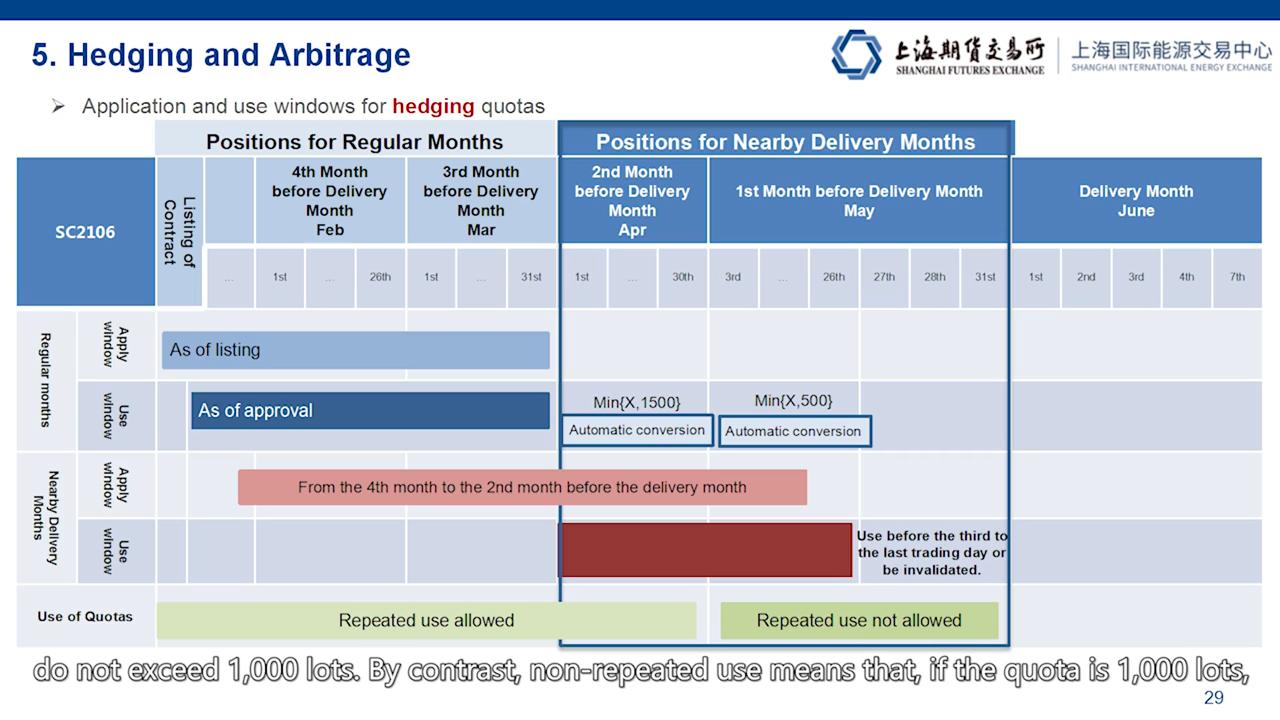 5. Hedging and Arbitrage
上海期货交易所
SHANGHAI FUTURES EXCHANGE
上海国际能源交易中心
SHANGHAI INTERNATIONAL ENERGY EXCHANGE
Application and use windows for hedging quotas
Positions for Regular Months
Positions for Nearby Delivery Months
SC2106
Listing of
Contract
4th Month
before Delivery
Month
Feb
3rd Month
before Delivery
Month
Mar
2nd Month
before Delivery
Month
Apr
1st Month before Delivery Month
May
Delivery Month
June
... 1st ... 26th 1st ... 31st 1st ... 30th 3rd ... 26th 27th 28th 31st 1st 2nd 3rd 4th 7th
Regular months
Apply
window
As of listing
Use
window
As of approval
Min{X,1500}
Automatic conversion
Min{X,500}
Automatic conversion
Nearby Delivery
Months
Apply
window
From the 4th month to the 2nd month before the delivery month
Use
window
Use before the third to
the last trading day or
be invalidated.
Use of Quotas
Repeated use allowed
Repeated use not allowed
do not exceed 1,000 lots. By contrast, non-repeated use means that, if the quota is 1,000 lots,
29